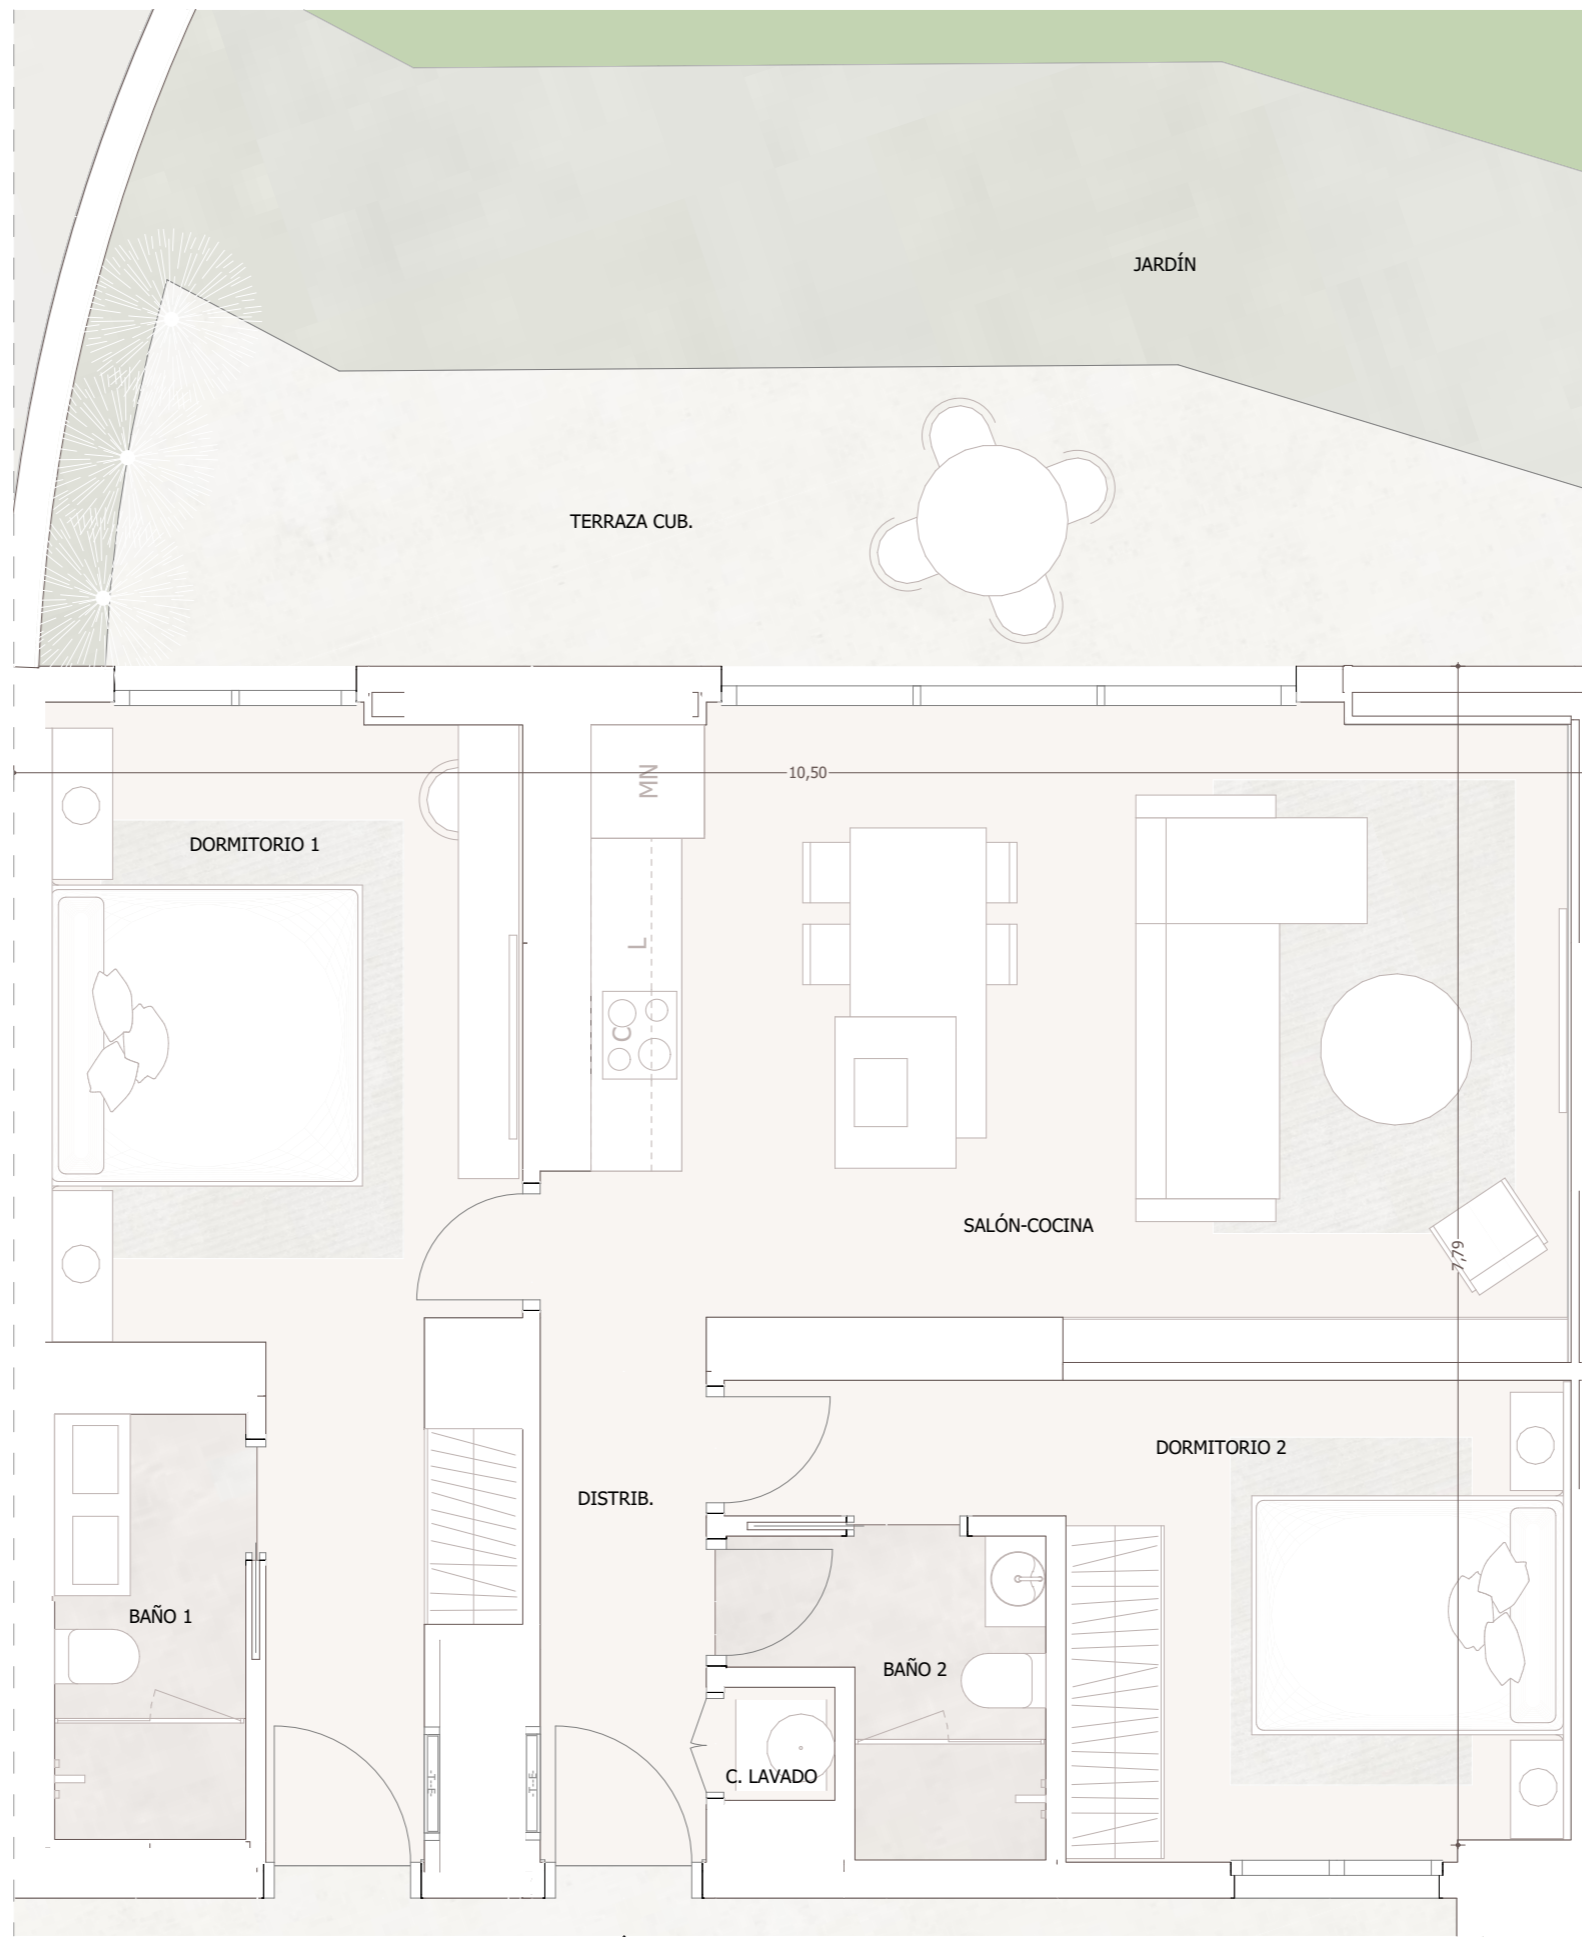 JARDÍN
TERRAZA CUB.
10,50
MN
DORMITORIO 1
L
C
SALÓN-COCINA
7,79
DORMITORIO 2
DISTRIB.
BAÑO 1
BAÑO 2
C. LAVADO